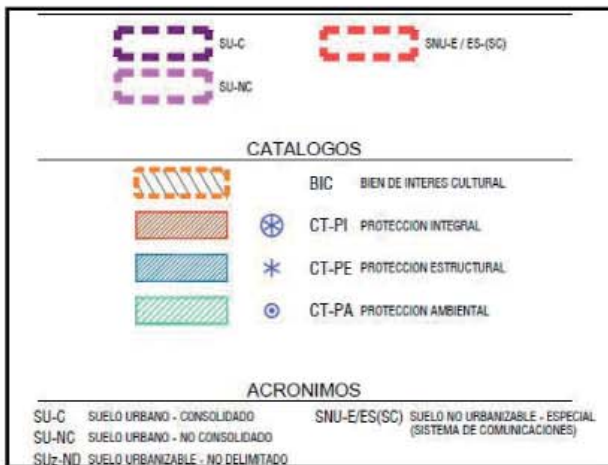 SU-C
SNU-E / ES-(SC)
SU-NC
CATALOGOS
BIC BIEN DE INTERES CULTURAL
CT-PI PROTECCION INTEGRAL
CT-PE PROTECCION ESTRUCTURAL
CT-PA PROTECCION AMBIENTAL
ACRONIMOS
SU-C SUELO URBANO - CONSOLIDADO
SNU-E/ES(SC) SUELO NO URBANIZABLE - ESPECIAL
(SISTEMA DE COMUNICACIONES)
SU-NC SUELO URBANO - NO CONSOLIDADO
SUz-ND SUELO URBANIZABLE - NO DELIMITADO